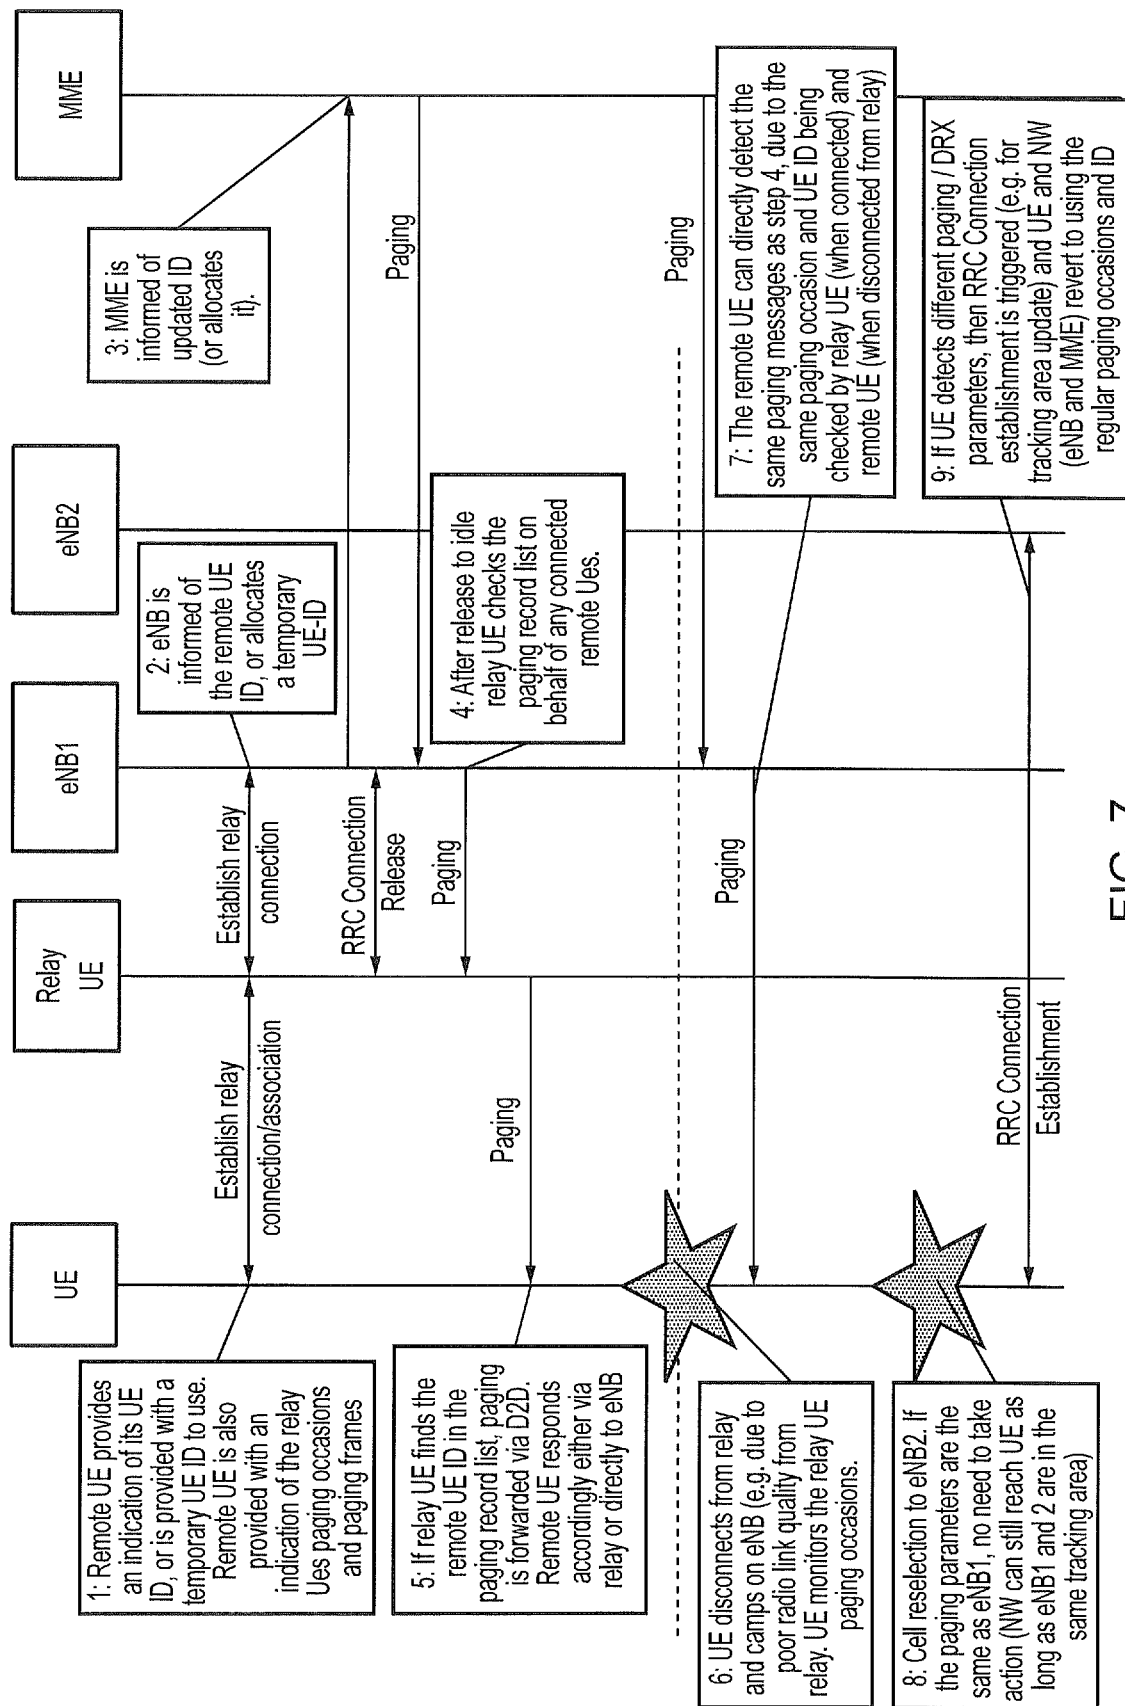 UE
Relay
UE
eNB1
eNB2
MME
1: Remote UE provides
an indication of its UE
ID, or is provided with a
temporary UE ID to use.
Remote UE is also
provided with an
indication of the relay
Ues paging occasions
and paging frames
Establish relay
connection/association
Establish relay
connection
2: eNB is
informed of
the remote UE
ID, or allocates
a temporary
UE-ID
3: MME is
informed of
updated ID
(or allocates
it).
RRC Connection
Release
Paging
Paging
4: After release to idle
relay UE checks the
paging record list on
behalf of any connected
remote Ues.
5: If relay UE finds the
remote UE ID in the
paging record list, paging
is forwarded via D2D.
Remote UE responds
accordingly either via
relay or directly to eNB
Paging
6: UE disconnects from relay
and camps on eNB (e.g. due to
poor radio link quality from
relay. UE monitors the relay UE
paging occasions.
Paging
Paging
7: The remote UE can directly detect the
same paging messages as step 4, due to the
same paging occasion and UE ID being
checked by relay UE (when connected) and
remote UE (when disconnected from relay)
8: Cell reselection to eNB2. If
the paging parameters are the
same as eNB1, no need to take
action (NW can still reach UE as
long as eNB1 and 2 are in the
same tracking area)
RRC Connection
Establishment
9: If UE detects different paging / DRX
parameters, then RRC Connection
establishment is triggered (e.g. for
tracking area update) and UE and NW
(eNB and MME) revert to using the
regular paging occasions and ID
FIG. 7